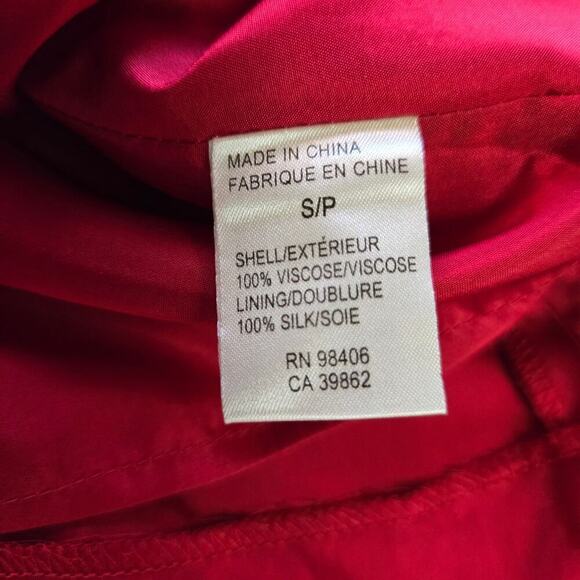 MADE IN CHINA
FABRIQUE EN CHINE
S/P
SHELL/EXTÉRIEUR
100% VISCOSE/VISCOSE
LINING/DOUBLURE
100% SILK/SOIE
RN 98406
CA 39862